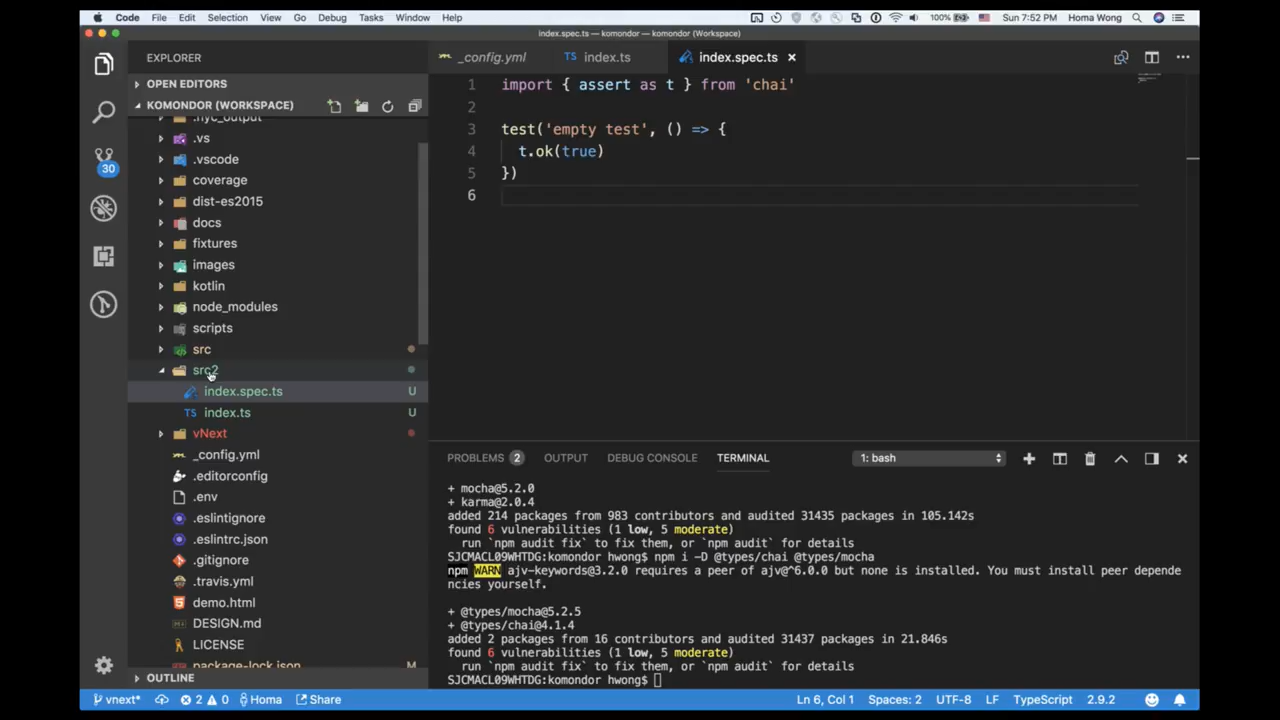 Code File Edit Selection View Go Debug Tasks Window Help 100% Sun 7:52 PM Homa Wong
index.spec.ts — komondor (Workspace)
EXPLORER
OPEN EDITORS
KOMONDOR (WORKSPACE)
.nyc_output
.vs
.vscode
30
coverage
dist-es2015
docs
fixtures
images
kotlin
node_modules
scripts
src
src2
index.spec.ts U
TS index.ts U
vNext
_config.yml
.editorconfig
.env
.eslintignore
.eslintrc.json
.gitignore
.travis.yml
demo.html
DESIGN.md
LICENSE
package-lock.json M
OUTLINE
_config.yml TS index.ts index.spec.ts ×
1 import { assert as t } from 'chai'
2
3 test('empty test', () => {
4 t.ok(true)
5 })
6
PROBLEMS 2 OUTPUT DEBUG CONSOLE TERMINAL 1: bash
+ mocha@5.2.0
+ karma@2.0.4
added 214 packages from 983 contributors and audited 31435 packages in 105.142s
found 6 vulnerabilities (1 low, 5 moderate)
run `npm audit fix` to fix them, or `npm audit` for details
SJCMACL09WHTDG:komondor hwong$ npm i -D @types/chai @types/mocha
npm WARN ajv-keywords@3.2.0 requires a peer of ajv@^6.0.0 but none is installed. You must install peer depende
ncies yourself.
+ @types/mocha@5.2.5
+ @types/chai@4.1.4
added 2 packages from 16 contributors and audited 31437 packages in 21.846s
found 6 vulnerabilities (1 low, 5 moderate)
run `npm audit fix` to fix them, or `npm audit` for details
SJCMACL09WHTDG:komondor hwong$
vnext* 2 0 Homa Share Ln 6, Col 1 Spaces: 2 UTF-8 LF TypeScript 2.9.2